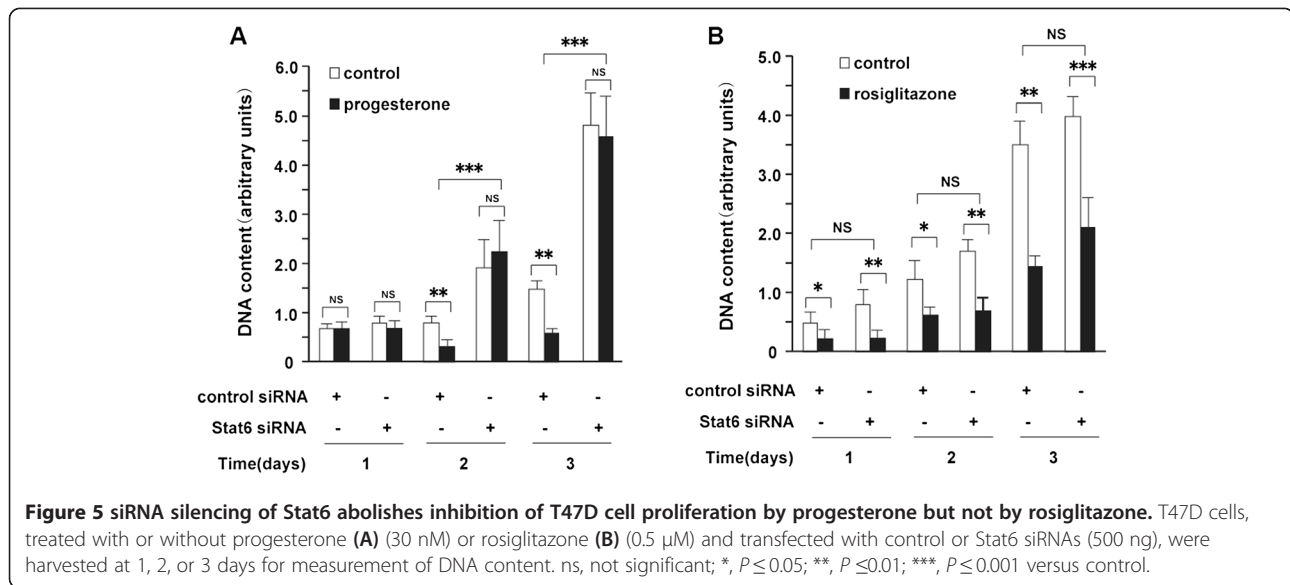 A
***
6.0
control
progesterone
NS
5.0
4.0
***
3.0
NS
**
2.0
**
1.0
NS
NS
0
DNA content(arbitrary units)
control siRNA + - + - + -
Stat6 siRNA - + - + - +
Time(days) 1 2 3
B
NS
5.0
control
rosiglitazone
***
**
4.0
3.0
NS
**
*
2.0
NS
**
*
1.0
0
DNA content(arbitrary units)
control siRNA + - + - + -
Stat6 siRNA - + - + - +
Time(days) 1 2 3
Figure 5 siRNA silencing of Stat6 abolishes inhibition of T47D cell proliferation by progesterone but not by rosiglitazone. T47D cells,
treated with or without progesterone (A) (30 nM) or rosiglitazone (B) (0.5 μM) and transfected with control or Stat6 siRNAs (500 ng), were
harvested at 1, 2, or 3 days for measurement of DNA content. ns, not significant; *, P ≤ 0.05; **, P ≤0.01; ***, P ≤ 0.001 versus control.